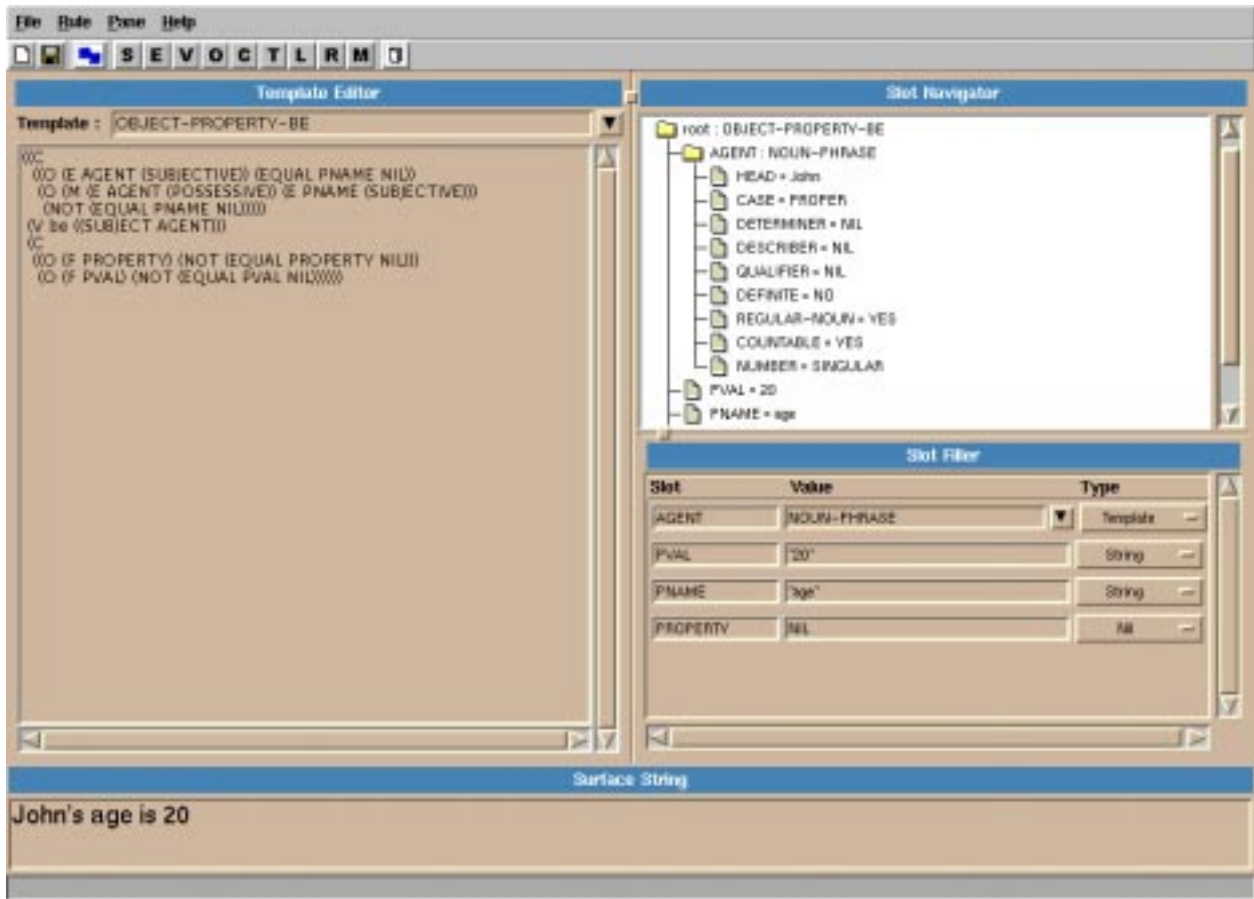 File Rule Pane Help
S E V O C T L R M
Template Editor
Template : OBJECT-PROPERTY-BE
(((C
(((O (E AGENT (SUBJECTIVE)) (EQUAL PNAME NIL))
(O (M (E AGENT (POSSESSIVE)) (E PNAME (SUBJECTIVE)))
(NOT (EQUAL PNAME NIL)))))
(V be ((SUBJECT AGENT)))
(C
(((O (F PROPERTY) (NOT (EQUAL PROPERTY NIL)))
(O (F PVAL) (NOT (EQUAL PVAL NIL))))))
Slot Navigator
root : OBJECT-PROPERTY-BE
AGENT : NOUN-PHRASE
HEAD = John
CASE = PROPER
DETERMINER = NIL
DESCRIBER = NIL
QUALIFIER = NIL
DEFINITE = NO
REGULAR-NOUN = YES
COUNTABLE = YES
NUMBER = SINGULAR
PVAL = 20
PNAME = age
Slot Filler
Slot Value Type
AGENT NOUN-PHRASE Template
PVAL "20" String
PNAME "age" String
PROPERTY NIL Nil
Surface String
John's age is 20